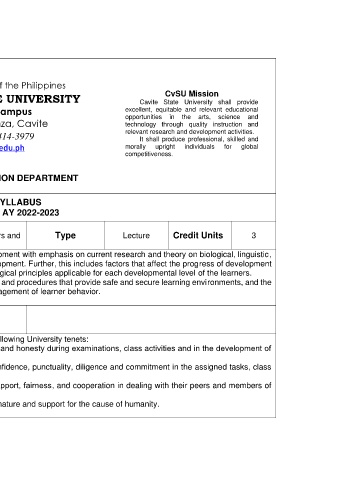 of the Philippines
E UNIVERSITY
ampus
nza, Cavite
414-3979
edu.ph
CvSU Mission
Cavite State University shall provide
excellent, equitable and relevant educational
opportunities in the arts, science and
technology through quality instruction and
relevant research and development activities.
It shall produce professional, skilled and
morally upright individuals for global
competitiveness.
ION DEPARTMENT
YLLABUS
AY 2022-2023
rs and Type Lecture Credit Units 3
pment with emphasis on current research and theory on biological, linguistic,
opment. Further, this includes factors that affect the progress of development
gical principles applicable for each developmental level of the learners.
and procedures that provide safe and secure learning environments, and the
agement of learner behavior.
llowing University tenets:
and honesty during examinations, class activities and in the development of
nfidence, punctuality, diligence and commitment in the assigned tasks, class
pport, fairness, and cooperation in dealing with their peers and members of
nature and support for the cause of humanity.